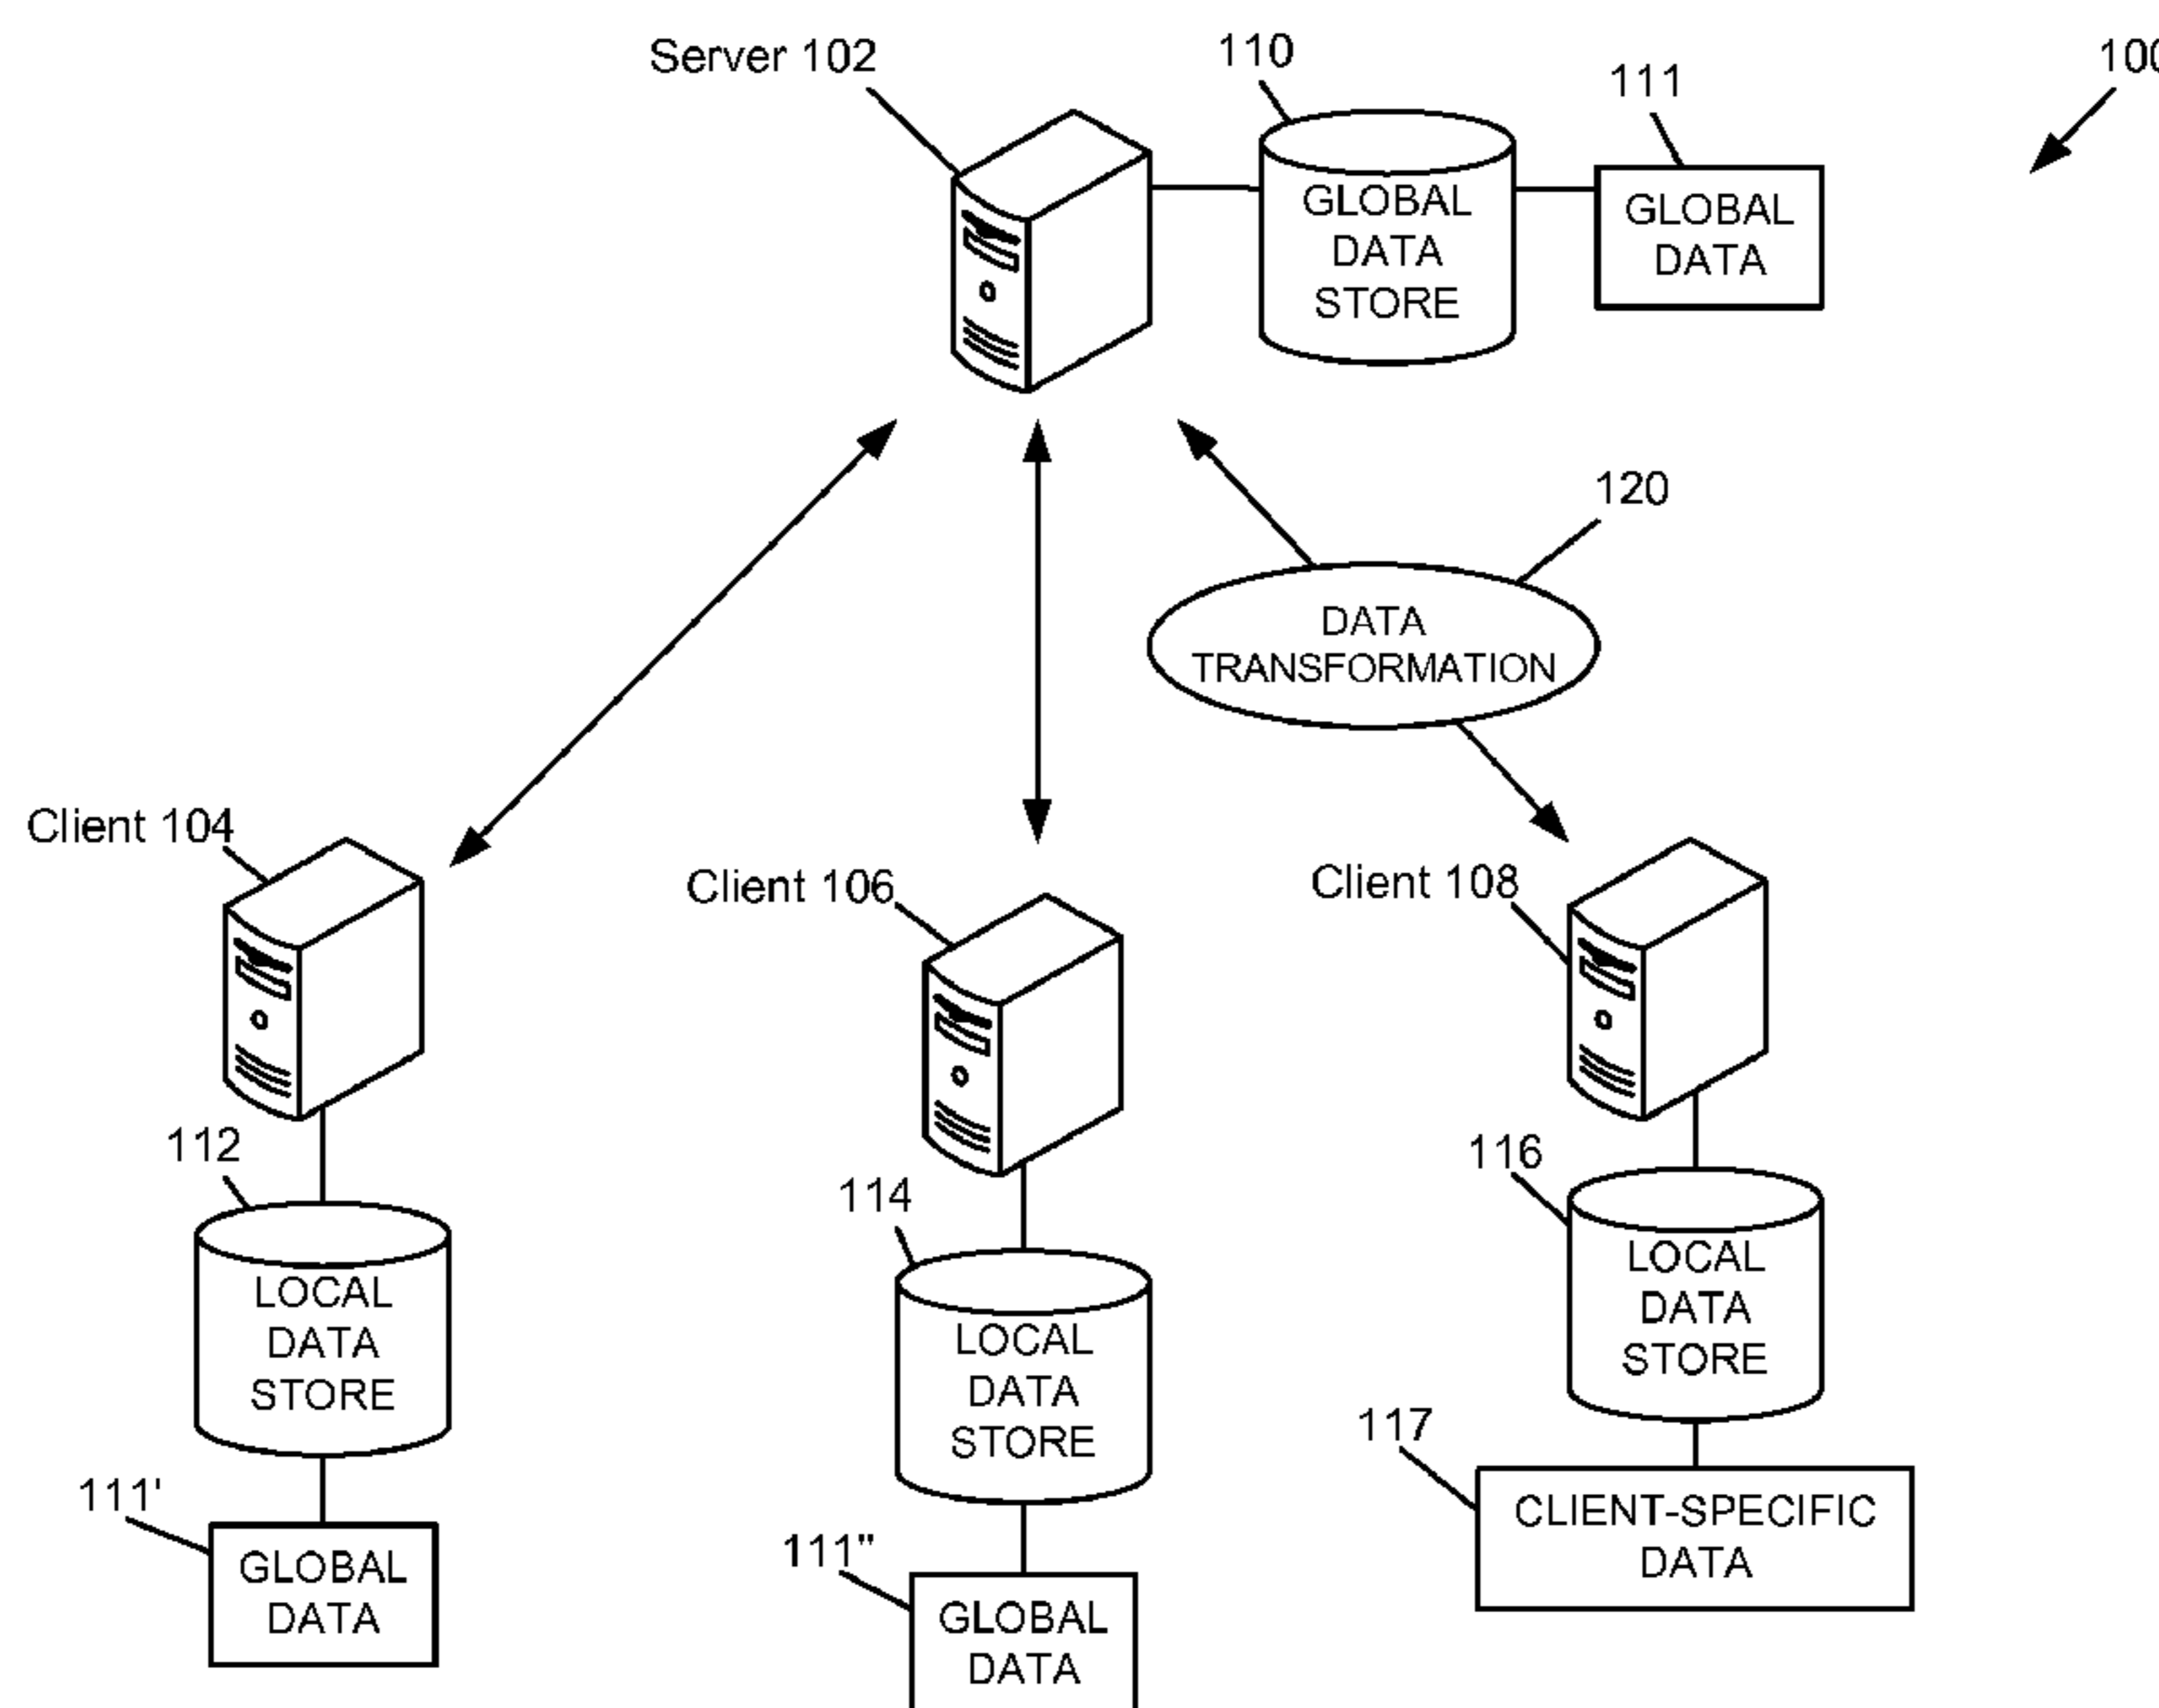 Server 102
110
111
100
GLOBAL
DATA
STORE
GLOBAL
DATA
120
DATA
TRANSFORMATION
Client 104
Client 106
Client 108
112
LOCAL
DATA
STORE
114
LOCAL
DATA
STORE
116
LOCAL
DATA
STORE
111'
GLOBAL
DATA
111"
GLOBAL
DATA
117
CLIENT-SPECIFIC
DATA